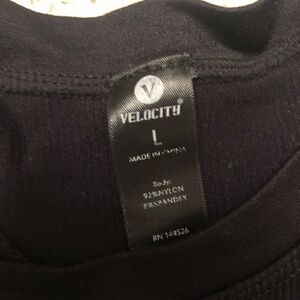 V
VELOCITY®
L
MADE IN CHINA
Body:
92%NYLON
8%SPANDEX
RN 144526